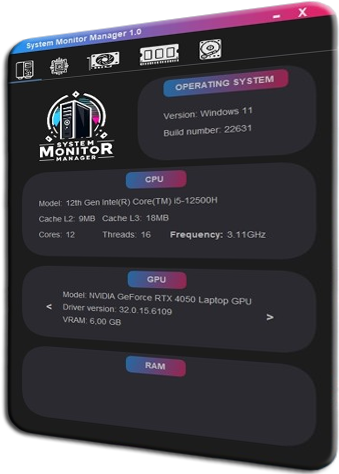 System Monitor Manager 1.0
X
SYSTEM
MONITOR
MANAGER
OPERATING SYSTEM
Version: Windows 11
Build number: 22631
CPU
Model: 12th Gen Intel(R) Core(TM) i5-12500H
Cache L2: 9MB Cache L3: 18MB
Cores: 12 Threads: 16 Frequency: 3.11GHz
GPU
Model: NVIDIA GeForce RTX 4050 Laptop GPU
Driver version: 32.0.15.6109
VRAM: 6,00 GB
< >
RAM